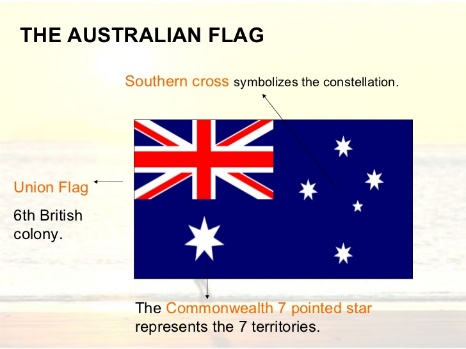 THE AUSTRALIAN FLAG
Southern cross symbolizes the constellation.
Union Flag
6th British
colony.
The Commonwealth 7 pointed star
represents the 7 territories.